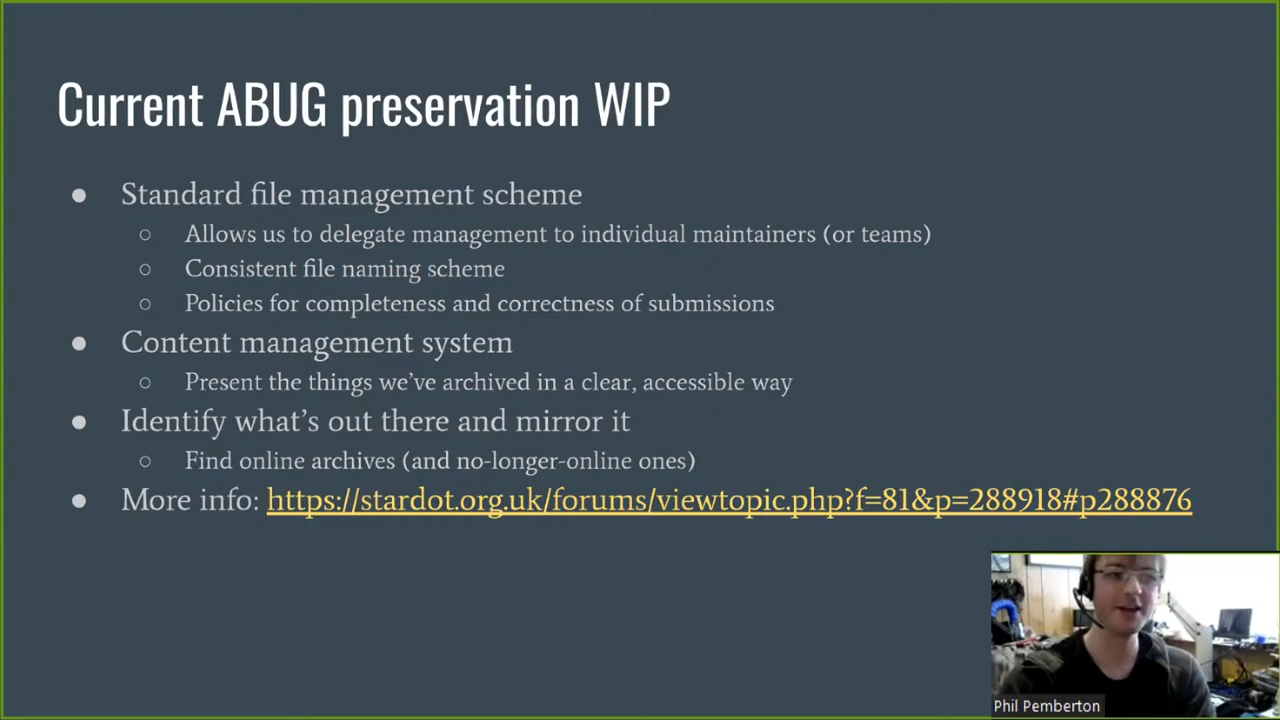 Current ABUG preservation WIP
● Standard file management scheme
○ Allows us to delegate management to individual maintainers (or teams)
○ Consistent file naming scheme
○ Policies for completeness and correctness of submissions
● Content management system
○ Present the things we've archived in a clear, accessible way
● Identify what's out there and mirror it
○ Find online archives (and no-longer-online ones)
● More info: https://stardot.org.uk/forums/viewtopic.php?f=81&p=288918#p288876
Phil Pemberton